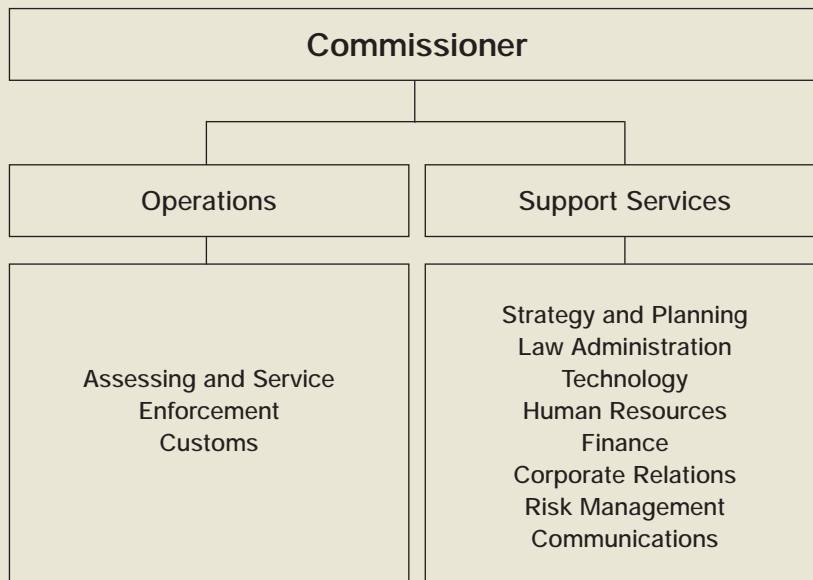 Commissioner
Operations
Support Services
Assessing and Service
Enforcement
Customs
Strategy and Planning
Law Administration
Technology
Human Resources
Finance
Corporate Relations
Risk Management
Communications